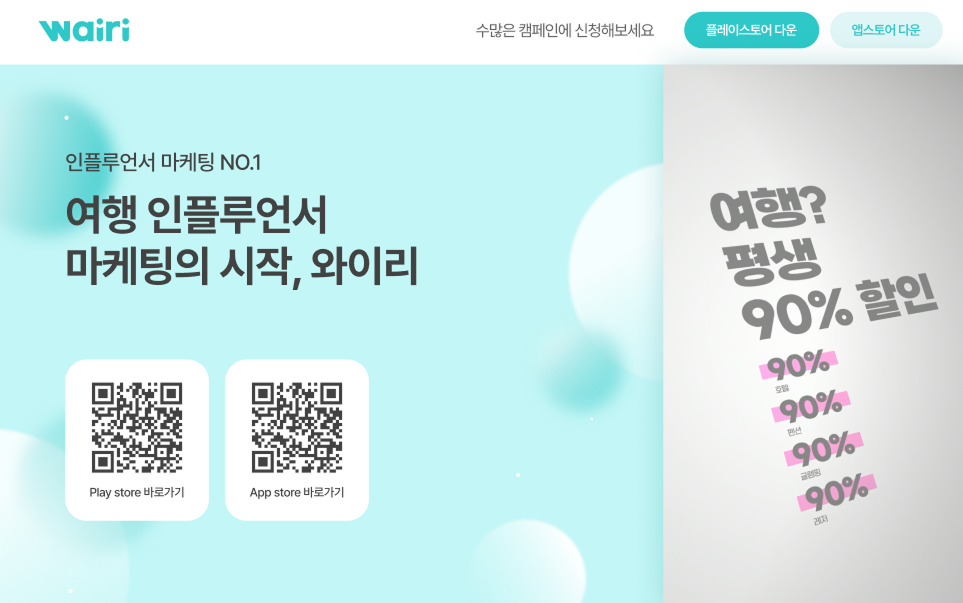 wairi
수많은 캠페인에 신청해보세요
플레이스토어 다운
앱스토어 다운
인플루언서 마케팅 NO.1
여행 인플루언서
마케팅의 시작, 와이리
Play store 바로가기
App store 바로가기
여행?
평생
90% 할인
90%
호텔
90%
펜션
90%
글램핑
90%
레저